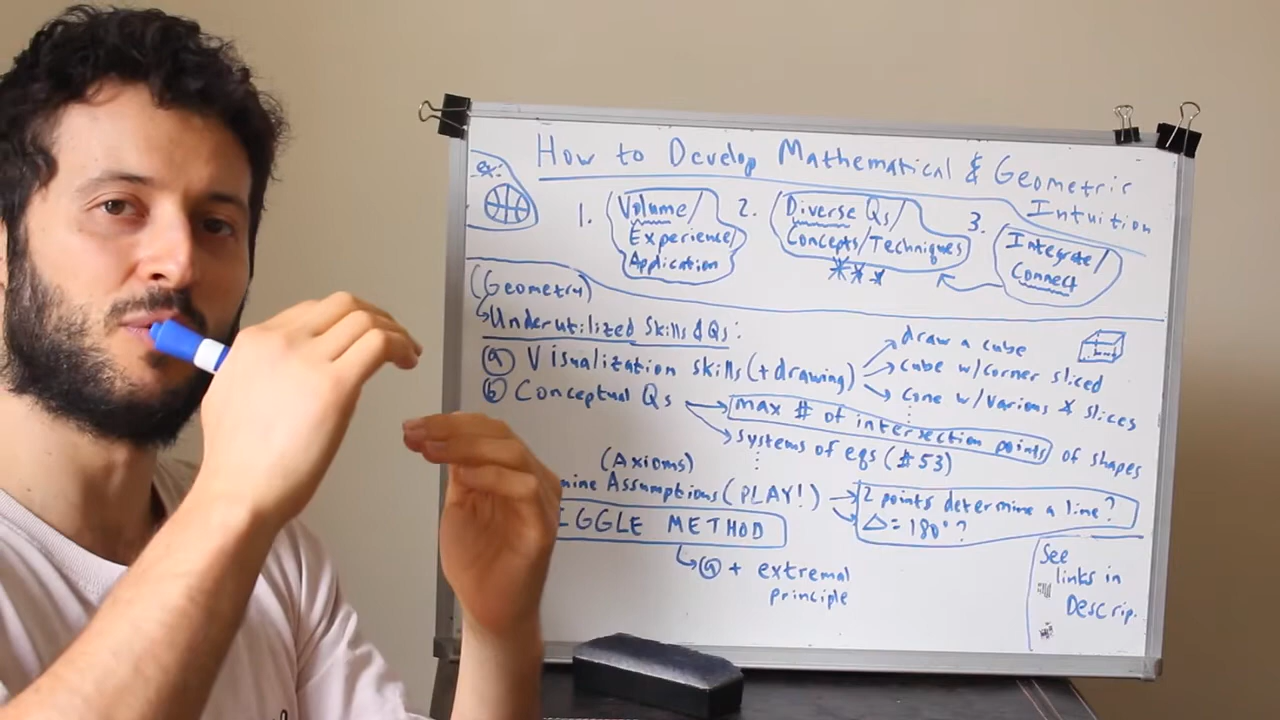 How to Develop Mathematical & Geometric
Intuition
ex:
1. Volume/
Experience/
Application
2. Diverse Qs/
Concepts/Techniques
***
3. Integrate/
Connect
(Geometry)
Underutilized Skills & Qs:
(a) Visualization skills (+ drawing)
draw a cube
cube w/corner sliced
cone w/various ∡ slices
(b) Conceptual Qs
max # of intersection points of shapes
systems of eqs (#53)
(Axioms)
mine Assumptions (PLAY!)
2 points determine a line?
Δ = 180°?
IGGLE METHOD
(a) + extremal
principle
See
links in
Descrip.